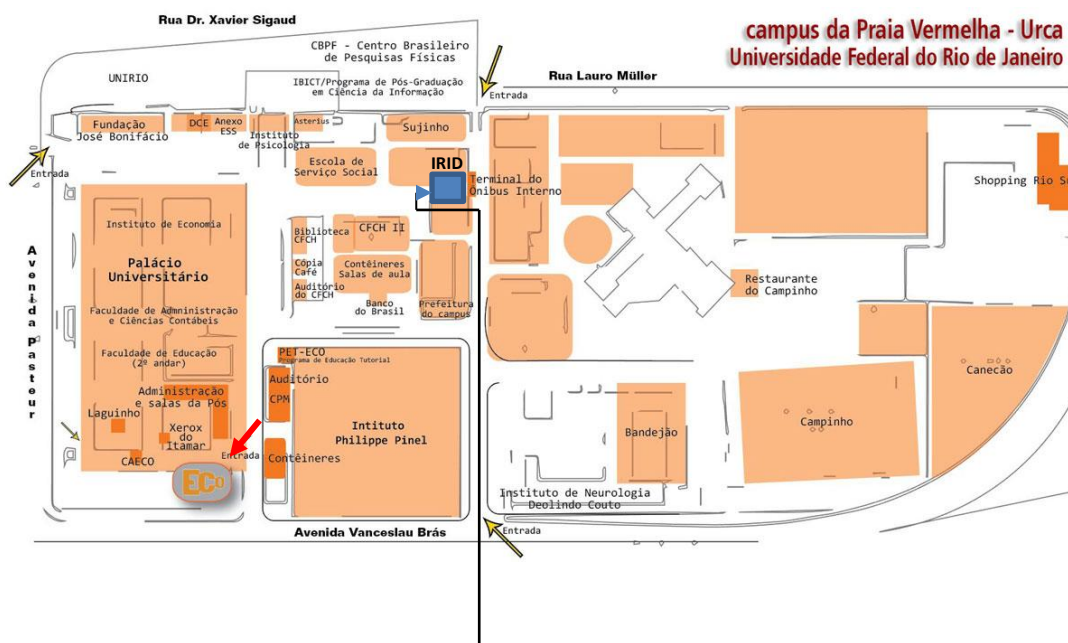 Rua Dr. Xavier Sigaud
campus da Praia Vermelha - Urca
Universidade Federal do Rio de Janeiro
CBPF - Centro Brasileiro
de Pesquisas Físicas
UNIRIO
IBICT/Programa de Pós-Graduação
em Ciência da Informação
Rua Lauro Müller
Entrada
Fundação
José Bonifácio
DCE
Anexo
ESS
Instituto
de Psicologia
Asterius
Sujinho
Escola de
Serviço Social
IRID
Terminal do
Ônibus Interno
Entrada
Shopping Rio Su
Instituto de Economia
Biblioteca
CFCH
CFCH II
Avenida Pasteur
Palácio
Universitário
Cópia
Café
Contêineres
Salas de aula
Auditório
do CFCH
Banco
do Brasil
Prefeitura
do campus
Restaurante
do Campinho
Faculdade de Admninistração
e Ciências Contábeis
Faculdade de Educação
(2º andar)
PET-ECO
Programa de Educação Tutorial
Auditório
CPM
Administração
e salas da Pós
Laguinho
Xerox
do
Itamar
Intituto
Philippe Pinel
Canecão
Campinho
Bandejão
Entrada
Contêineres
CAECO
ECO
Instituto de Neurologia
Deolindo Couto
Avenida Vanceslau Brás
Entrada